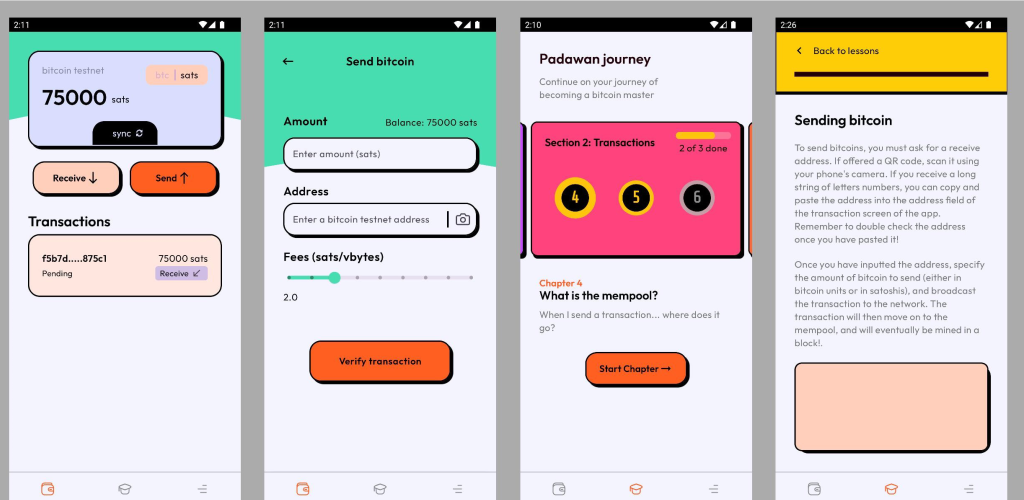 2:11
bitcoin testnet
btc | sats
75000 sats
sync
Receive
Send
Transactions
f5b7d.....875c1
75000 sats
Pending
Receive
2:11
Send bitcoin
Amount
Balance: 75000 sats
Enter amount (sats)
Address
Enter a bitcoin testnet address
Fees (sats/vbytes)
2.0
Verify transaction
2:10
Padawan journey
Continue on your journey of
becoming a bitcoin master
Section 2: Transactions
2 of 3 done
4
5
6
Chapter 4
What is the mempool?
When I send a transaction... where does it
go?
Start Chapter →
2:26
Back to lessons
Sending bitcoin
To send bitcoins, you must ask for a receive
address. If offered a QR code, scan it using
your phone's camera. If you receive a long
string of letters numbers, you can copy and
paste the address into the address field of
the transaction screen of the app.
Remember to double check the address
once you have pasted it!
Once you have inputted the address, specify
the amount of bitcoin to send (either in
bitcoin units or in satoshis), and broadcast
the transaction to the network. The
transaction will then move on to the
mempool, and will eventually be mined in a
block!.